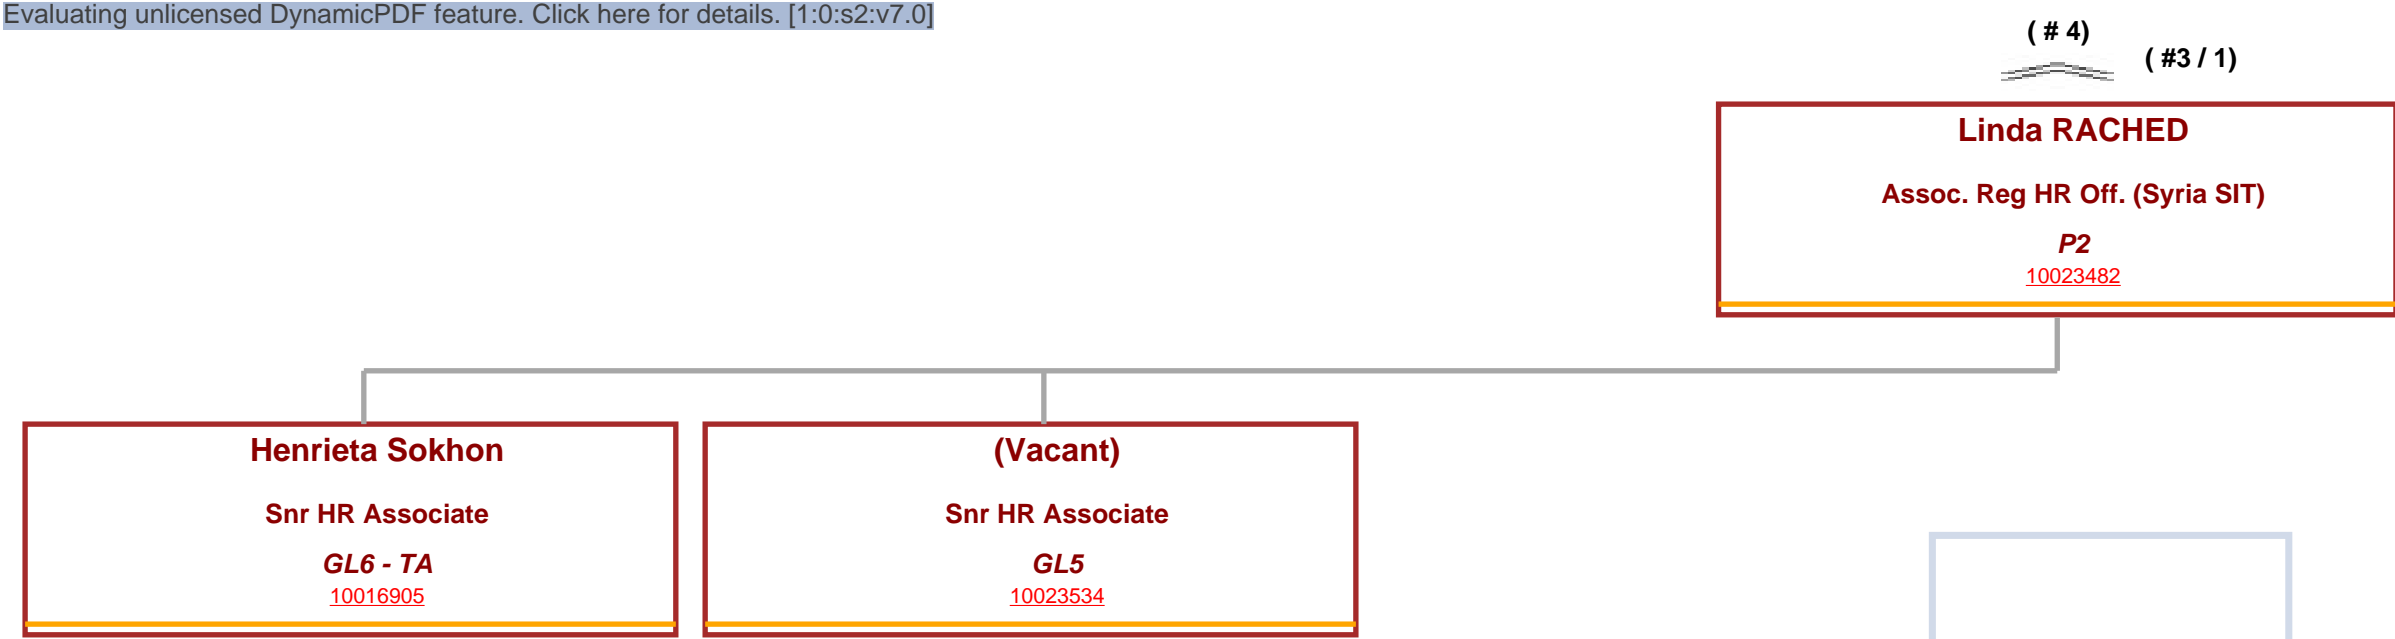 Evaluating unlicensed DynamicPDF feature. Click here for details. [1:0:s2:v7.0]
( # 4)
( #3 / 1)
Linda RACHED
Assoc. Reg HR Off. (Syria SIT)
P2
10023482
Henrieta Sokhon
Snr HR Associate
GL6 - TA
10016905
(Vacant)
Snr HR Associate
GL5
10023534